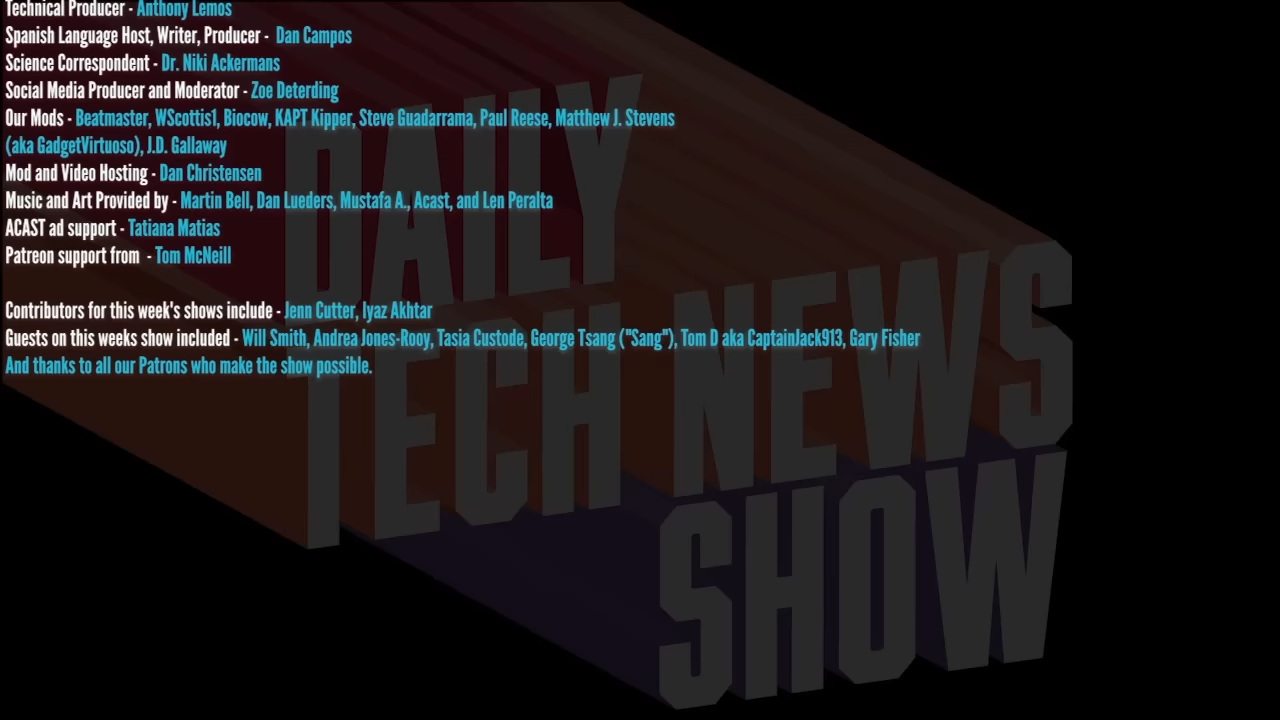 Technical Producer - Anthony Lemos
Spanish Language Host, Writer, Producer - Dan Campos
Science Correspondent - Dr. Niki Ackermans
Social Media Producer and Moderator - Zoe Deterding
Our Mods - Beatmaster, WScottis1, Biocow, KAPT Kipper, Steve Guadarrama, Paul Reese, Matthew J. Stevens
(aka GadgetVirtuoso), J.D. Gallaway
Mod and Video Hosting - Dan Christensen
Music and Art Provided by - Martin Bell, Dan Lueders, Mustafa A., Acast, and Len Peralta
ACAST ad support - Tatiana Matias
Patreon support from - Tom McNeill
Contributors for this week's shows include - Jenn Cutter, Iyaz Akhtar
Guests on this weeks show included - Will Smith, Andrea Jones-Rooy, Tasia Custode, George Tsang ("Sang"), Tom D aka CaptainJack913, Gary Fisher
And thanks to all our Patrons who make the show possible.
DAILY
TECH NEWS
SHOW